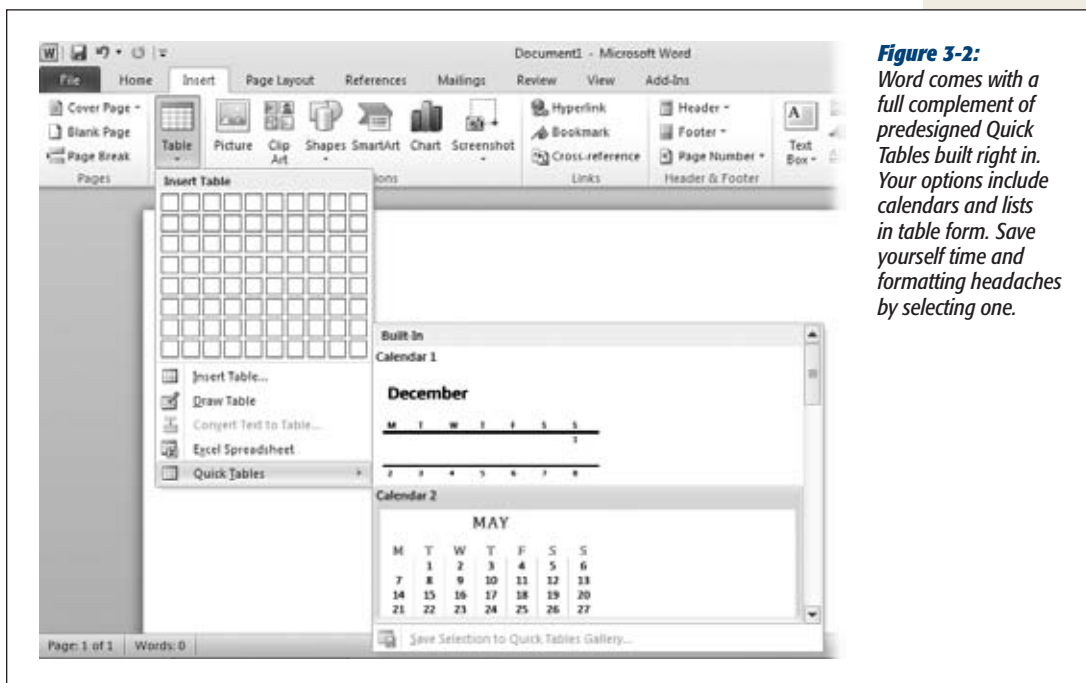 Document1 - Microsoft Word
File Home Insert Page Layout References Mailings Review View Add-Ins
Cover Page
Blank Page
Page Break
Pages
Table
Picture
Clip Art
Shapes
SmartArt
Chart
Screenshot
Hyperlink
Bookmark
Cross-reference
Links
Header
Footer
Page Number
Header & Footer
A
Text Box
Insert Table
Insert Table...
Draw Table
Convert Text to Table...
Excel Spreadsheet
Quick Tables
Built-In
Calendar 1
December
M T W T F S S
1
2 3 4 5 6 7 8
Calendar 2
MAY
M T W T F S S
1 2 3 4 5 6
7 8 9 10 11 12 13
14 15 16 17 18 19 20
21 22 23 24 25 26 27
Save Selection to Quick Tables Gallery...
Page: 1 of 1 Words: 0
Figure 3-2:
Word comes with a
full complement of
predesigned Quick
Tables built right in.
Your options include
calendars and lists
in table form. Save
yourself time and
formatting headaches
by selecting one.